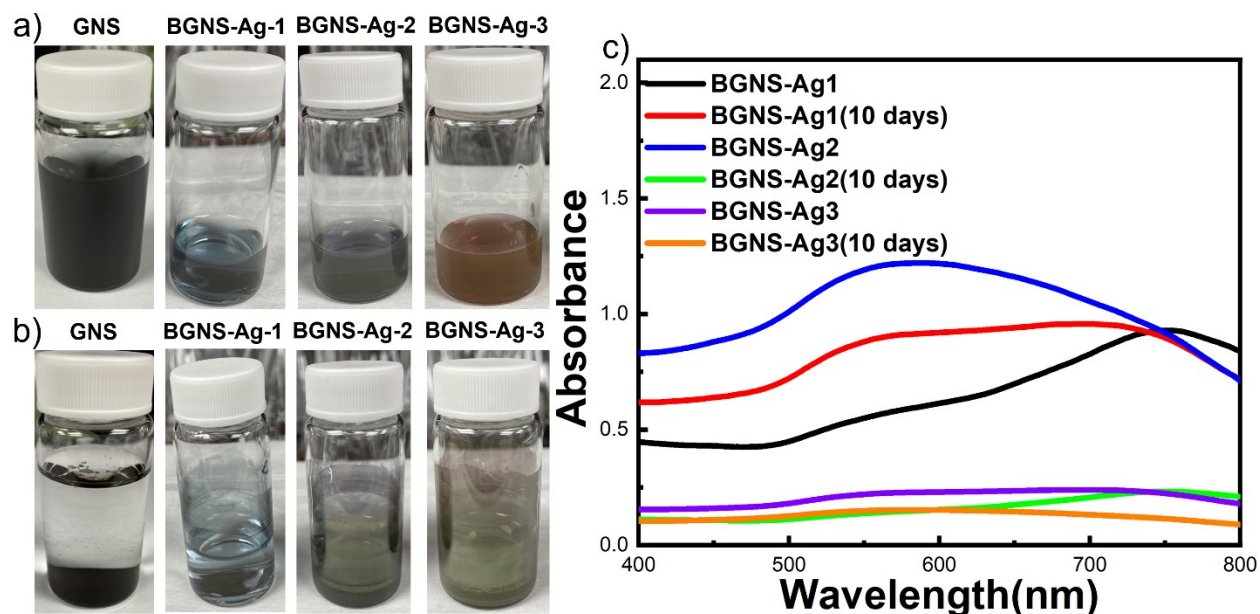 a)
GNS BGNS-Ag-1 BGNS-Ag-2 BGNS-Ag-3
b)
GNS BGNS-Ag-1 BGNS-Ag-2 BGNS-Ag-3
c)
BGNS-Ag1
BGNS-Ag1(10 days)
BGNS-Ag2
BGNS-Ag2(10 days)
BGNS-Ag3
BGNS-Ag3(10 days)
Absorbance
2.0
1.5
1.0
0.5
0.0
400 500 600 700 800
Wavelength(nm)